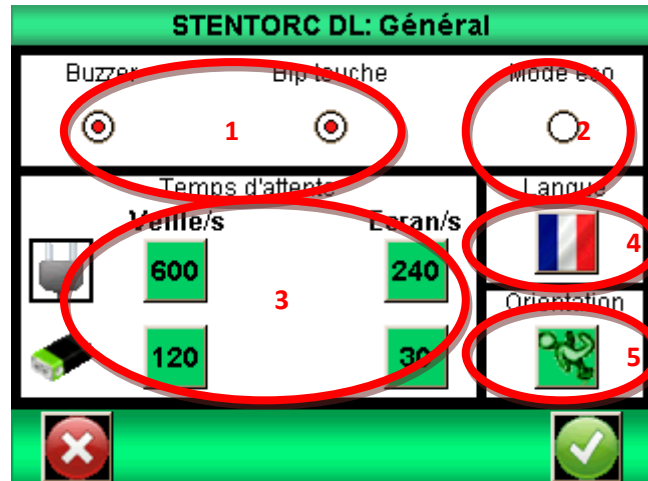 STENTORC DL: Général
Buzzer Bip touche Mode eco
1 2
Temps d'attente Langue
Veille/s Ecran/s
4
600 240
3
Orientation
120 30 5